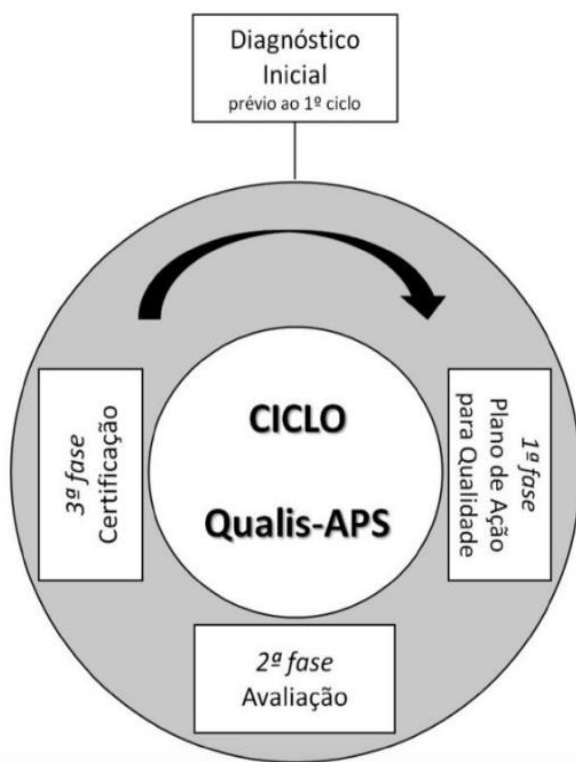 Diagnóstico
Inicial
prévio ao 1º ciclo
CICLO
Qualis-APS
1ª fase
Plano de Ação
para Qualidade
2ª fase
Avaliação
3ª fase
Certificação